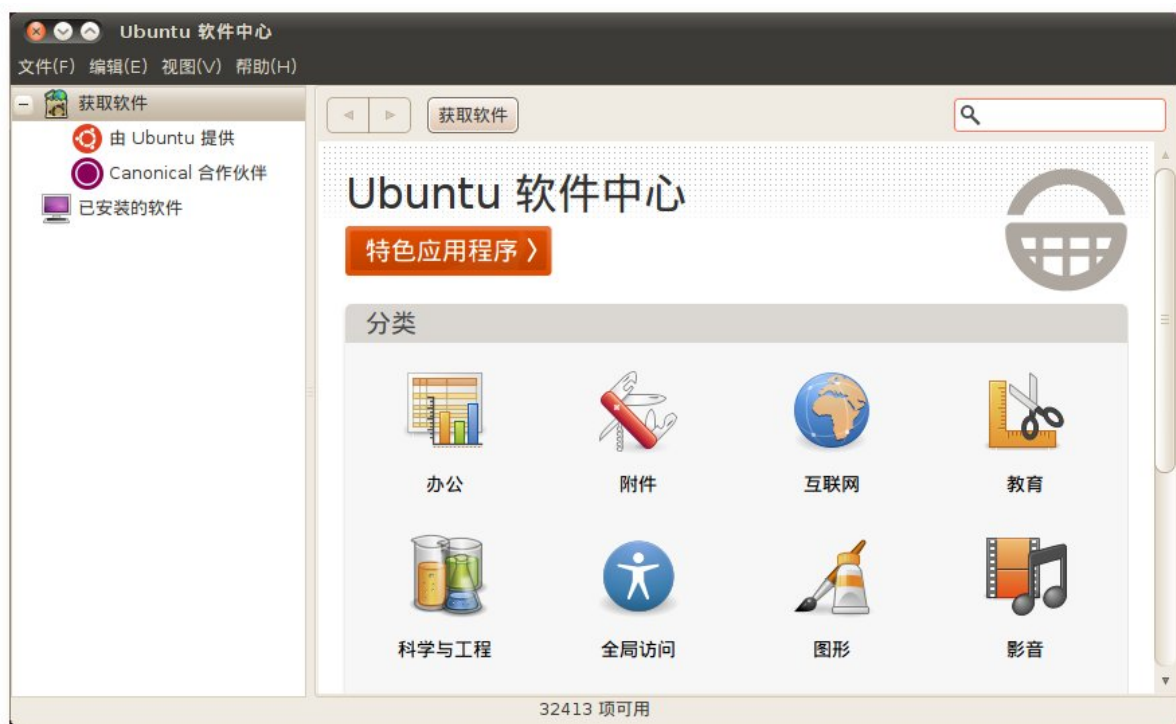 Ubuntu 软件中心
文件(F) 编辑(E) 视图(V) 帮助(H)
获取软件
由 Ubuntu 提供
Canonical 合作伙伴
已安装的软件
获取软件
Ubuntu 软件中心
特色应用程序 〉
分类
办公 附件 互联网 教育
科学与工程 全局访问 图形 影音
32413 项可用